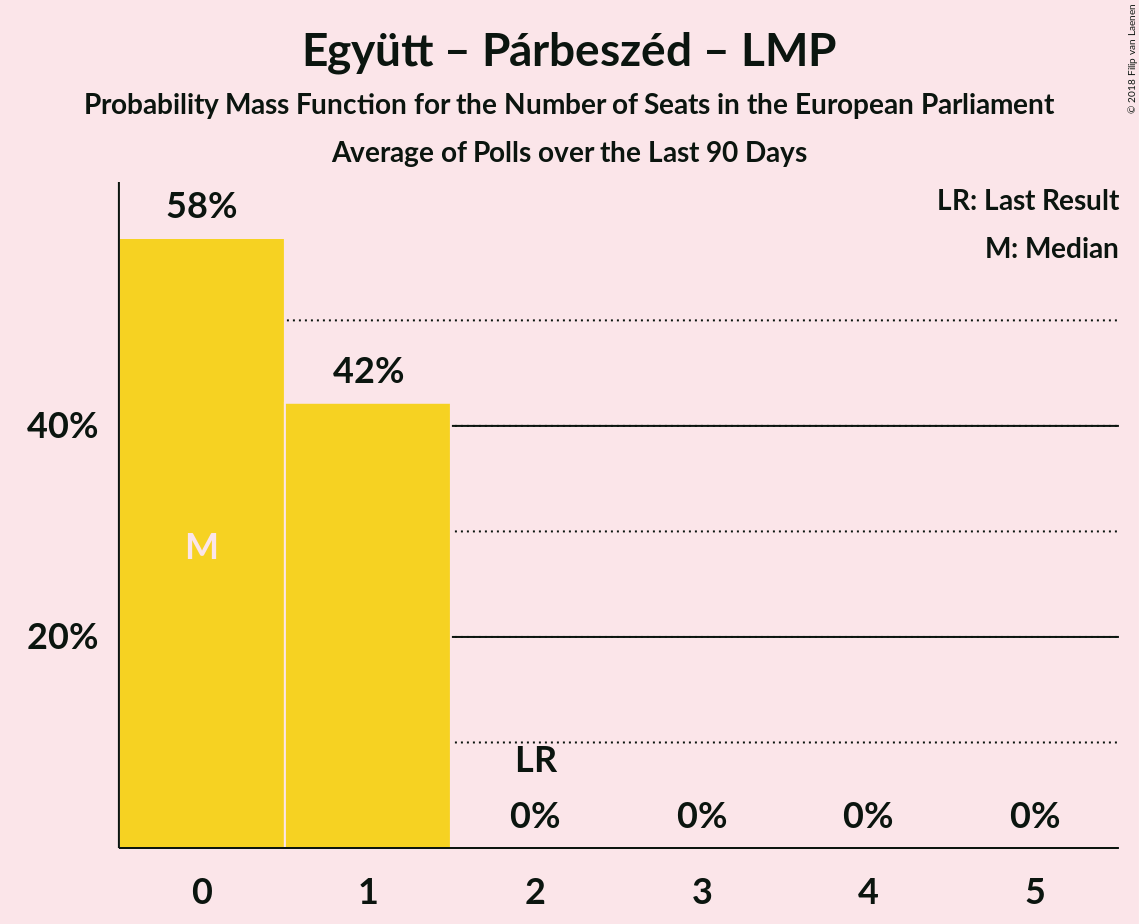 Együtt – Párbeszéd – LMP
Probability Mass Function for the Number of Seats in the European Parliament
Average of Polls over the Last 90 Days
© 2018 Filip van Laenen
LR: Last Result
M: Median
58%
42%
40%
M
20%
LR
0%
0%
0%
0%
0
1
2
3
4
5